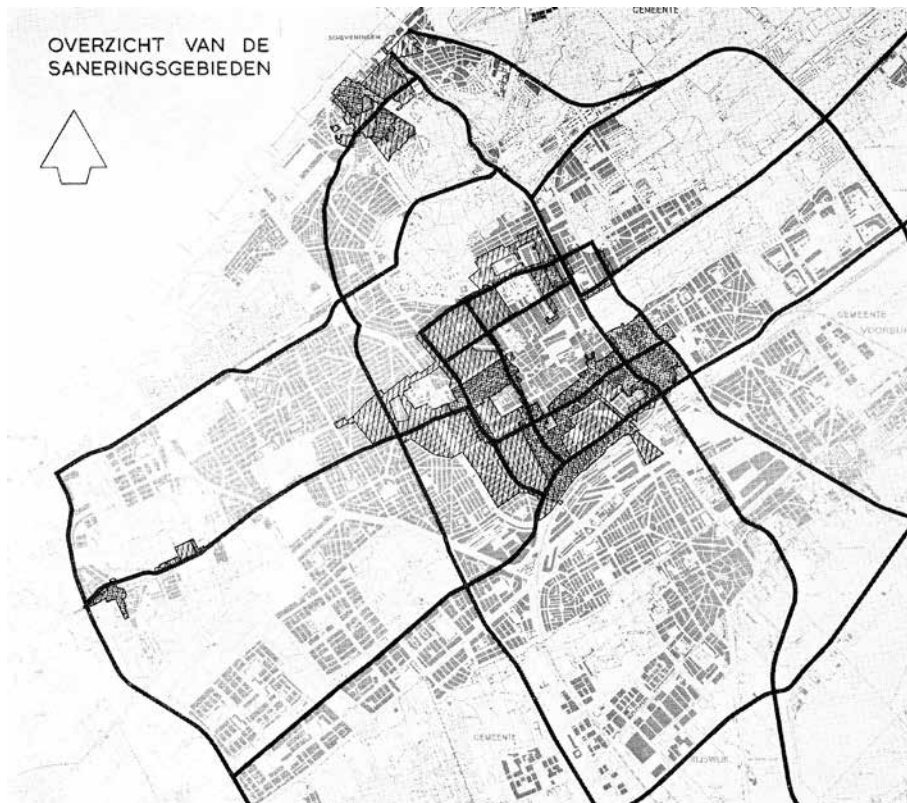 OVERZICHT VAN DE
SANERINGSGEBIEDEN
SCHEVENINGEN
GEMEENTE
GEMEENTE
VOORBURG
GEMEENTE
RIJSWIJK